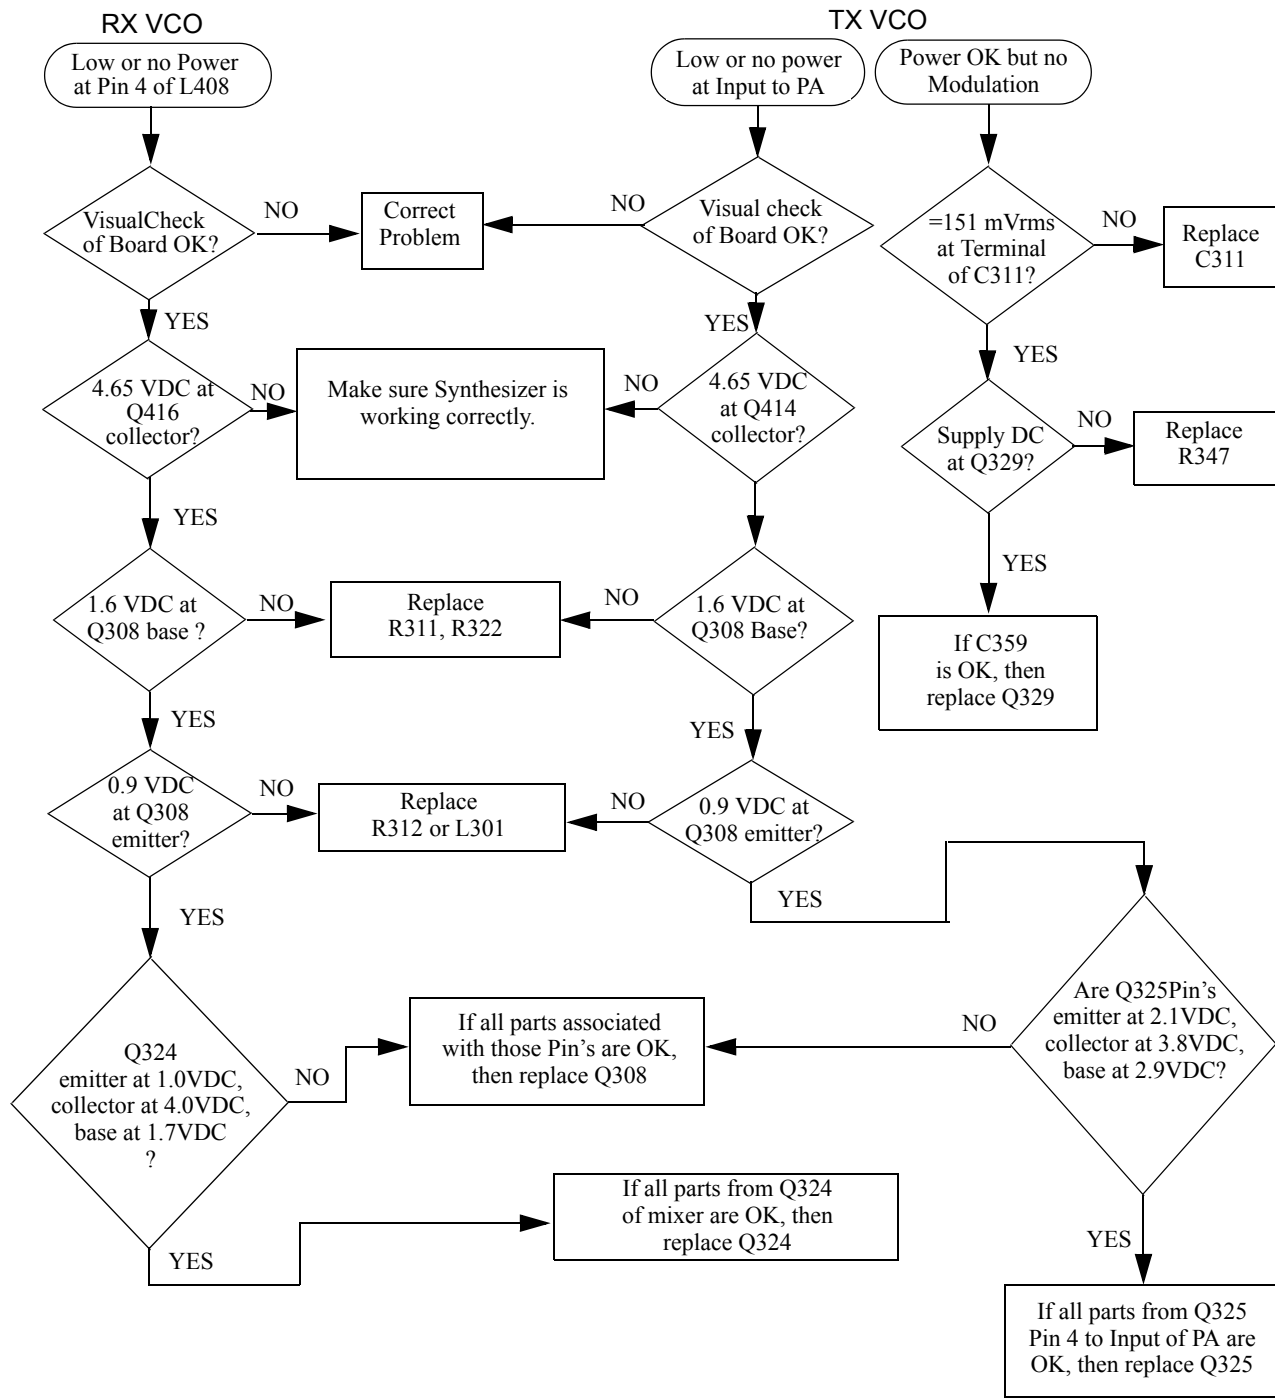 RX VCO
TX VCO
Low or no Power
at Pin 4 of L408
Low or no power
at Input to PA
Power OK but no
Modulation
VisualCheck
of Board OK?
NO
Correct
Problem
NO
Visual check
of Board OK?
=151 mVrms
at Terminal
of C311?
NO
Replace
C311
YES
YES
YES
4.65 VDC at
Q416
collector?
NO
Make sure Synthesizer is
working correctly.
NO
4.65 VDC
at Q414
collector?
Supply DC
at Q329?
NO
Replace
R347
YES
YES
1.6 VDC at
Q308 base ?
NO
Replace
R311, R322
NO
1.6 VDC at
Q308 Base?
If C359
is OK, then
replace Q329
YES
YES
0.9 VDC
at Q308
emitter?
NO
Replace
R312 or L301
NO
0.9 VDC at
Q308 emitter?
YES
YES
Q324
emitter at 1.0VDC,
collector at 4.0VDC,
base at 1.7VDC
?
NO
If all parts associated
with those Pin’s are OK,
then replace Q308
NO
Are Q325Pin’s
emitter at 2.1VDC,
collector at 3.8VDC,
base at 2.9VDC?
YES
If all parts from Q324
of mixer are OK, then
replace Q324
YES
If all parts from Q325
Pin 4 to Input of PA are
OK, then replace Q325